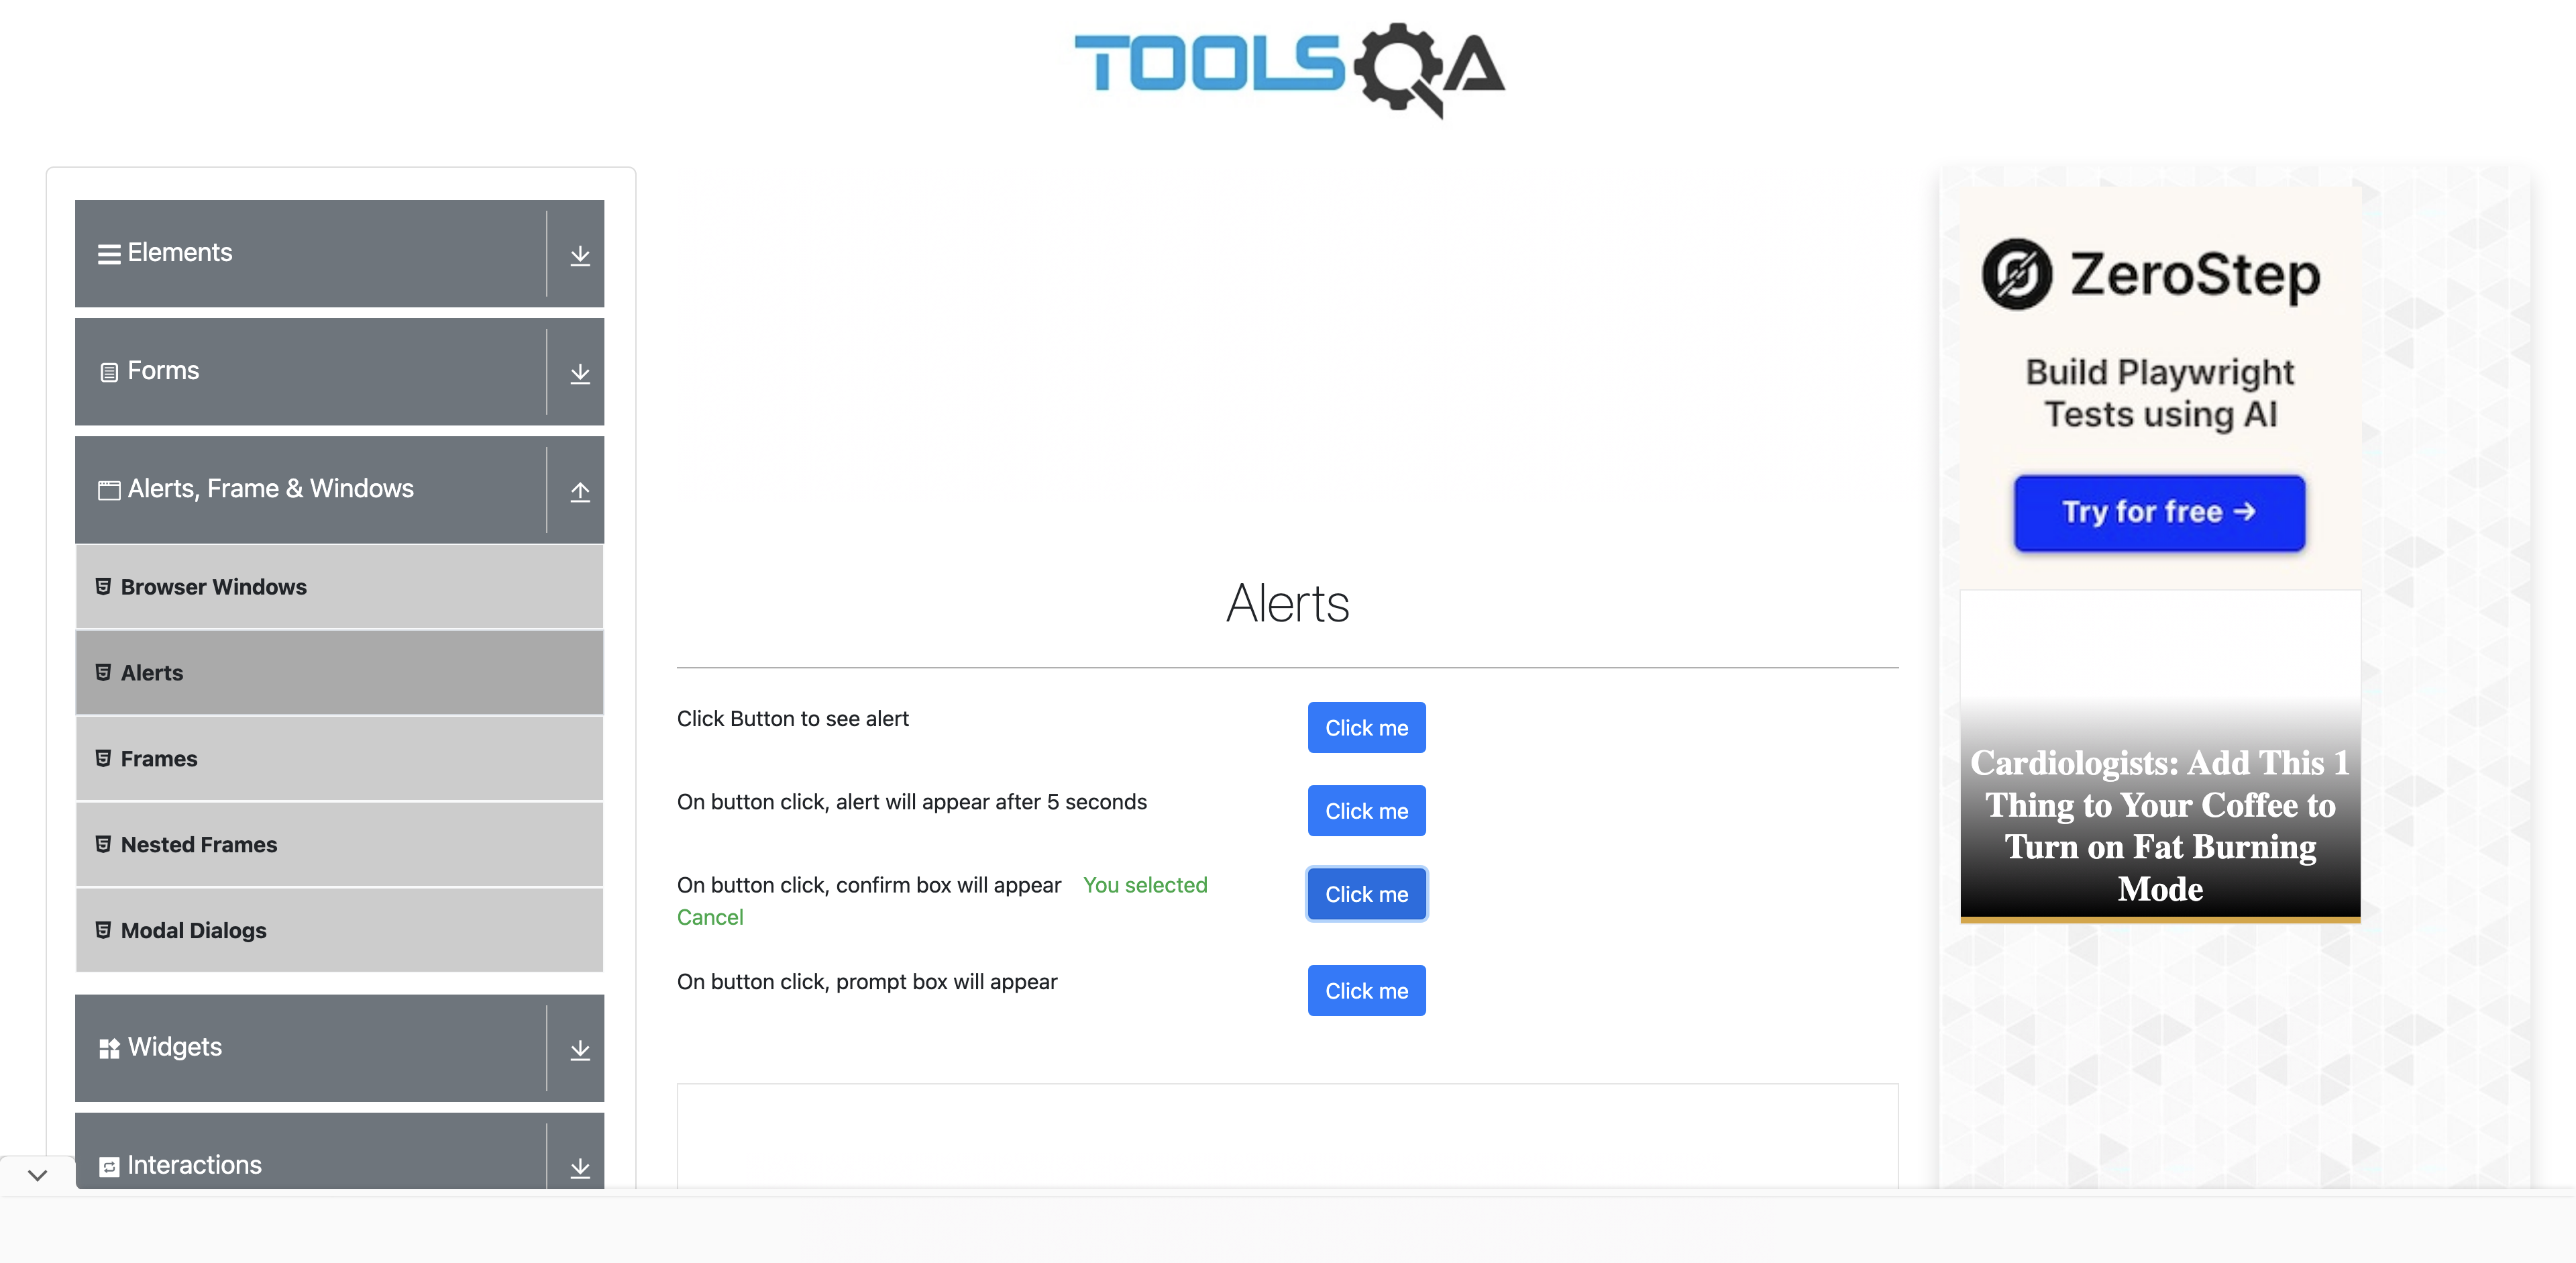 TOOLSQA
Elements
Forms
Alerts, Frame & Windows
Browser Windows
Alerts
Frames
Nested Frames
Modal Dialogs
Widgets
Interactions
Alerts
Click Button to see alert
Click me
On button click, alert will appear after 5 seconds
Click me
On button click, confirm box will appear You selected
Cancel
Click me
On button click, prompt box will appear
Click me
ZeroStep
Build Playwright
Tests using AI
Try for free →
Cardiologists: Add This 1
Thing to Your Coffee to
Turn on Fat Burning
Mode